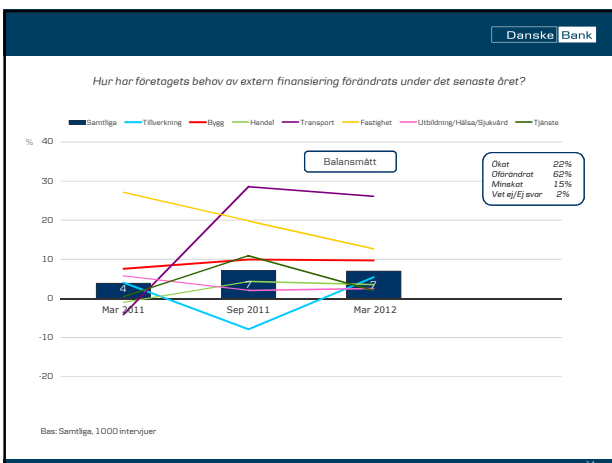 Danske Bank
Hur har företagets behov av extern finansiering förändrats under det senaste året?
Samtliga Tillverkning Bygg Handel Transport Fastighet Utbildning/Hälsa/Sjukvård Tjänste
%
40
Balansmått
Ökat 22%
Oförändrat 62%
Minskat 15%
Vet ej/Ej svar 2%
30
20
10
4 7 7
0
Mar 2011 Sep 2011 Mar 2012
-10
-20
Bas: Samtliga, 1000 intervjuer